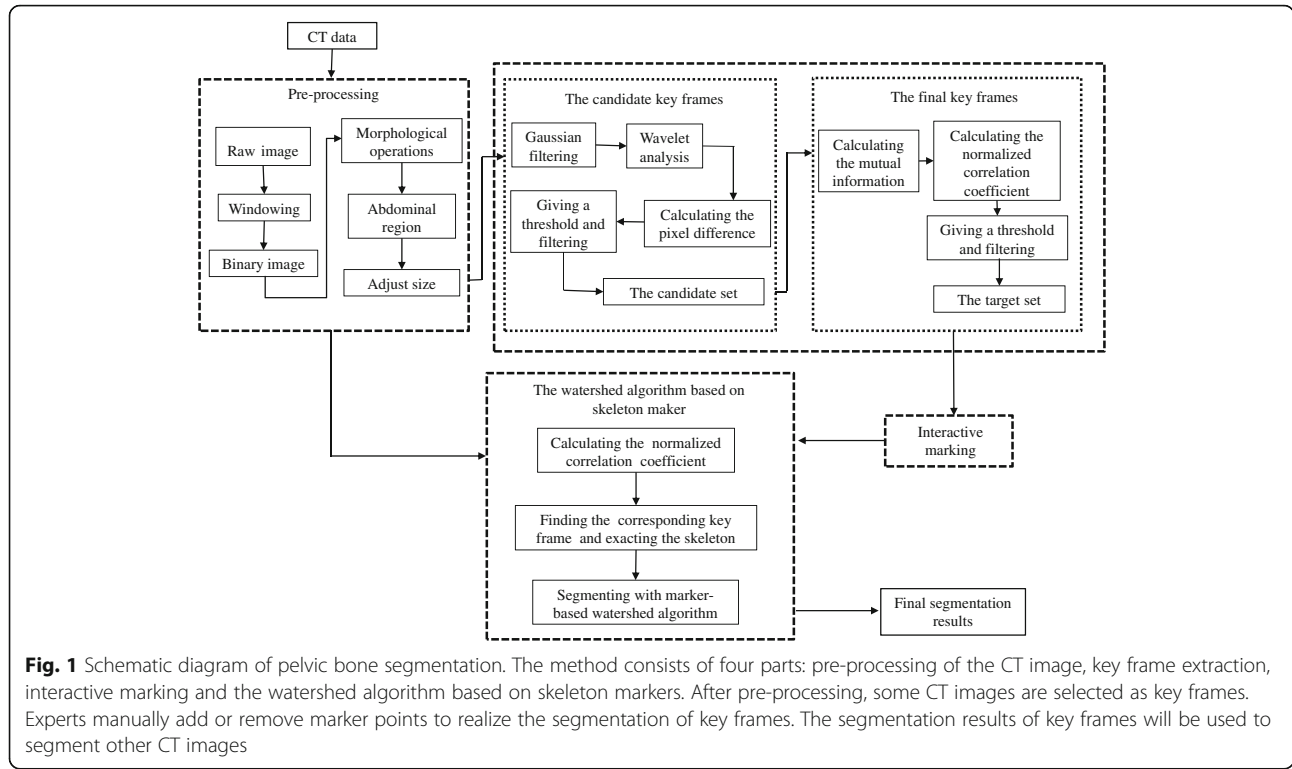 CT data
Pre-processing
Raw image
Windowing
Binary image
Morphological
operations
Abdominal
region
Adjust size
The candidate key frames
Gaussian
filtering
Wavelet
analysis
Calculating the
pixel difference
Giving a
threshold and
filtering
The candidate set
The final key frames
Calculating
the mutual
information
Calculating the
normalized
correlation
coefficient
Giving a threshold
and filtering
The target set
Interactive
marking
The watershed algorithm based on
skeleton maker
Calculating the normalized
correlation coefficient
Finding the corresponding key
frame and exacting the skeleton
Segmenting with marker-
based watershed algorithm
Final segmentation
results
Fig. 1 Schematic diagram of pelvic bone segmentation. The method consists of four parts: pre-processing of the CT image, key frame extraction,
interactive marking and the watershed algorithm based on skeleton markers. After pre-processing, some CT images are selected as key frames.
Experts manually add or remove marker points to realize the segmentation of key frames. The segmentation results of key frames will be used to
segment other CT images